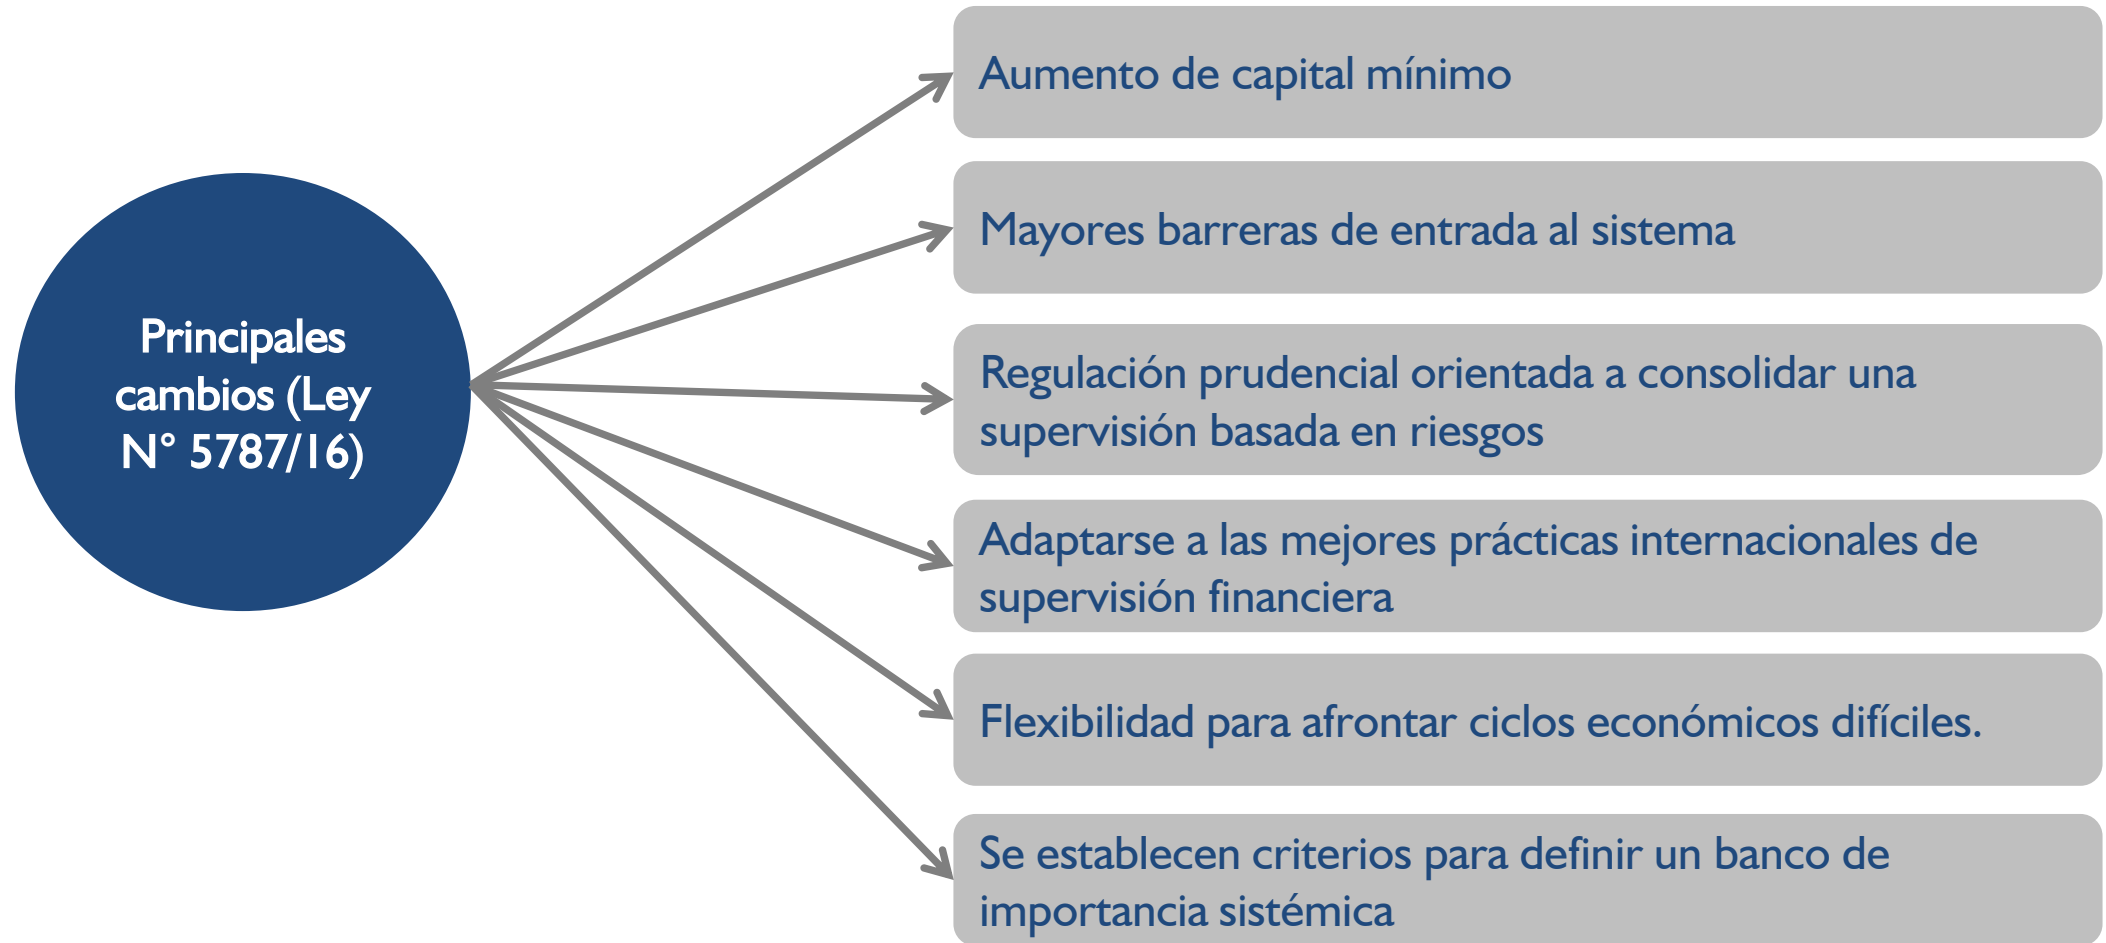 Principales
cambios (Ley
N° 5787/16)
Aumento de capital mínimo
Mayores barreras de entrada al sistema
Regulación prudencial orientada a consolidar una
supervisión basada en riesgos
Adaptarse a las mejores prácticas internacionales de
supervisión financiera
Flexibilidad para afrontar ciclos económicos difíciles.
Se establecen criterios para definir un banco de
importancia sistémica